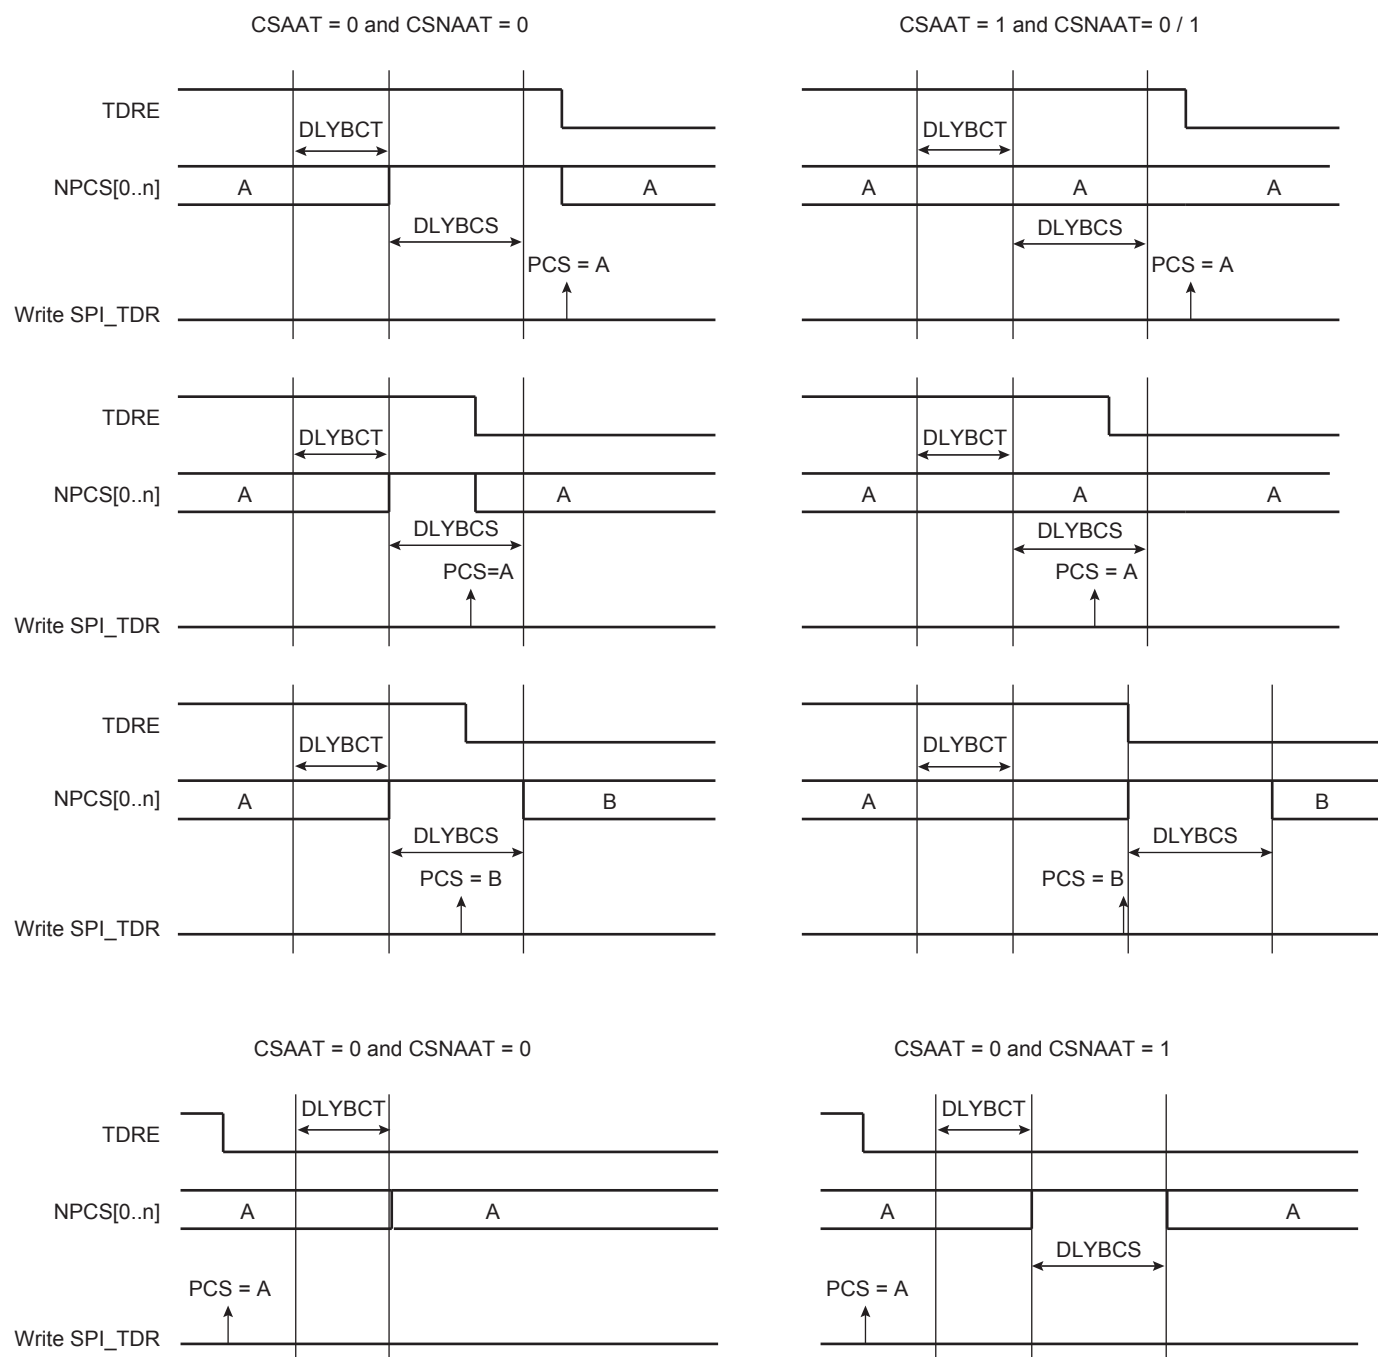 CSAAT = 0 and CSNAAT = 0
CSAAT = 1 and CSNAAT= 0 / 1
TDRE
DLYBCT
DLYBCT
NPCS[0..n]
A
A
A
A
A
DLYBCS
DLYBCS
PCS = A
PCS = A
Write SPI_TDR
TDRE
DLYBCT
DLYBCT
NPCS[0..n]
A
A
A
A
A
DLYBCS
DLYBCS
PCS=A
PCS = A
Write SPI_TDR
TDRE
DLYBCT
DLYBCT
NPCS[0..n]
A
B
A
B
DLYBCS
DLYBCS
PCS = B
PCS = B
Write SPI_TDR
CSAAT = 0 and CSNAAT = 0
CSAAT = 0 and CSNAAT = 1
DLYBCT
DLYBCT
TDRE
NPCS[0..n]
A
A
A
A
DLYBCS
PCS = A
PCS = A
Write SPI_TDR